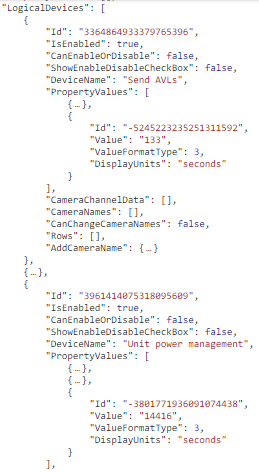 "LogicalDevices": [
{
"Id": "3364864933379765396",
"IsEnabled": true,
"CanEnableOrDisable": false,
"ShowEnableDisableCheckBox": false,
"DeviceName": "Send AVLs",
"PropertyValues": [
{…},
{
"Id": "-5245223235251311592",
"Value": "133",
"ValueFormatType": 3,
"DisplayUnits": "seconds"
}
],
"CameraChannelData": [],
"CameraNames": [],
"CanChangeCameraNames": false,
"Rows": [],
"AddCameraName": {…}
},
{…},
{
"Id": "3961414075318095609",
"IsEnabled": true,
"CanEnableOrDisable": false,
"ShowEnableDisableCheckBox": false,
"DeviceName": "Unit power management",
"PropertyValues": [
{…},
{…},
{
"Id": "-3801771936091074438",
"Value": "14416",
"ValueFormatType": 3,
"DisplayUnits": "seconds"
}
],